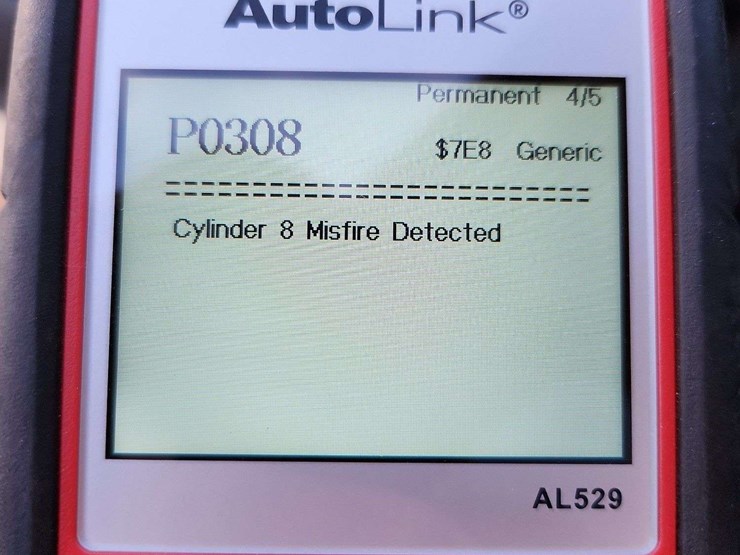 AutoLink®
Permanent 4/5
P0308 $7E8 Generic
==========================
Cylinder 8 Misfire Detected
AL529